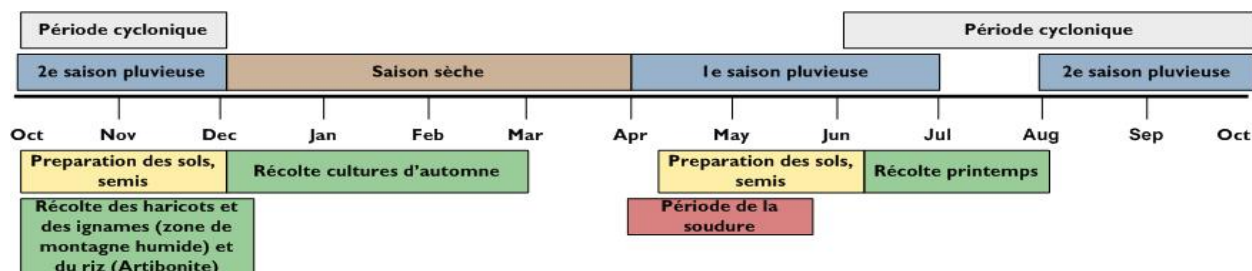 Période cyclonique
Période cyclonique
2e saison pluvieuse
Saison sèche
1e saison pluvieuse
2e saison pluvieuse
Oct Nov Dec Jan Feb Mar Apr May Jun Jul Aug Sep Oct
Preparation des sols,
semis
Récolte cultures d'automne
Preparation des sols,
semis
Récolte printemps
Récolte des haricots et
des ignames (zone de
montagne humide) et
du riz (Artibonite)
Période de la
soudure